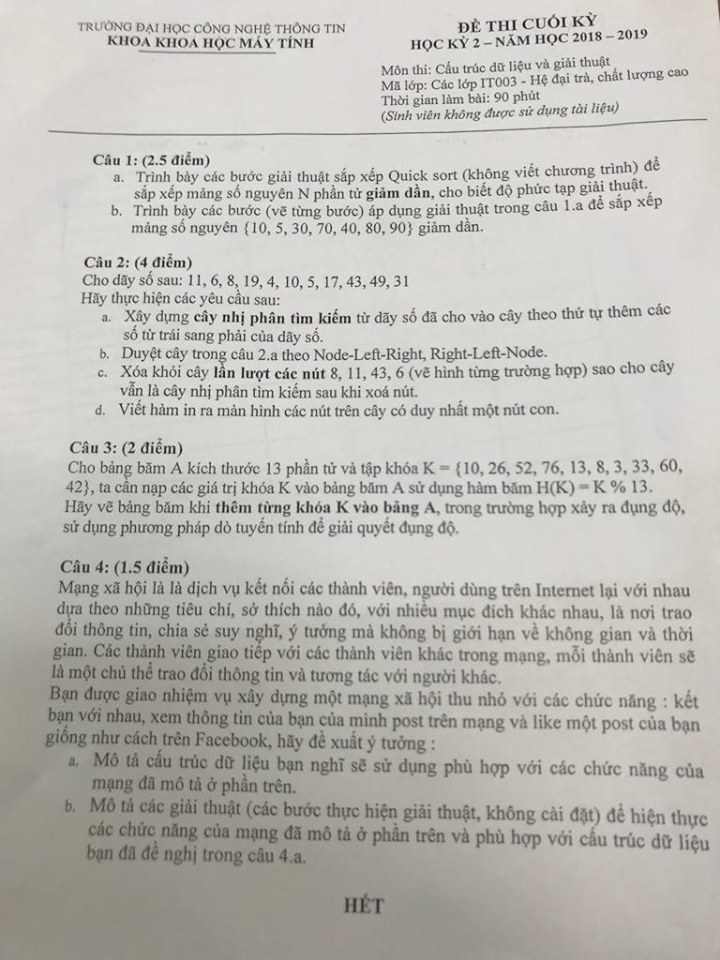 TRƯỜNG ĐẠI HỌC CÔNG NGHỆ THÔNG TIN
KHOA KHOA HỌC MÁY TÍNH
ĐỀ THI CUỐI KỲ
HỌC KỲ 2 – NĂM HỌC 2018 – 2019
Môn thi: Cấu trúc dữ liệu và giải thuật
Mã lớp: Các lớp IT003 - Hệ đại trà, chất lượng cao
Thời gian làm bài: 90 phút
(Sinh viên không được sử dụng tài liệu)
Câu 1: (2.5 điểm)
a. Trình bày các bước giải thuật sắp xếp Quick sort (không viết chương trình) để
sắp xếp mảng số nguyên N phần tử giảm dần, cho biết độ phức tạp giải thuật.
b. Trình bày các bước (vẽ từng bước) áp dụng giải thuật trong câu 1.a để sắp xếp
mảng số nguyên {10, 5, 30, 70, 40, 80, 90} giảm dần.
Câu 2: (4 điểm)
Cho dãy số sau: 11, 6, 8, 19, 4, 10, 5, 17, 43, 49, 31
Hãy thực hiện các yêu cầu sau:
a. Xây dựng cây nhị phân tìm kiếm từ dãy số đã cho vào cây theo thứ tự thêm các
số từ trái sang phải của dãy số.
b. Duyệt cây trong câu 2.a theo Node-Left-Right, Right-Left-Node.
c. Xóa khỏi cây lần lượt các nút 8, 11, 43, 6 (vẽ hình từng trường hợp) sao cho cây
vẫn là cây nhị phân tìm kiếm sau khi xoá nút.
d. Viết hàm in ra màn hình các nút trên cây có duy nhất một nút con.
Câu 3: (2 điểm)
Cho bảng băm A kích thước 13 phần tử và tập khóa K = {10, 26, 52, 76, 13, 8, 3, 33, 60,
42}, ta cần nạp các giá trị khóa K vào bảng băm A sử dụng hàm băm H(K) = K % 13.
Hãy vẽ bảng băm khi thêm từng khóa K vào bảng A, trong trường hợp xảy ra đụng độ,
sử dụng phương pháp dò tuyến tính để giải quyết đụng độ.
Câu 4: (1.5 điểm)
Mạng xã hội là là dịch vụ kết nối các thành viên, người dùng trên Internet lại với nhau
dựa theo những tiêu chí, sở thích nào đó, với nhiều mục đích khác nhau, là nơi trao
đổi thông tin, chia sẻ suy nghĩ, ý tưởng mà không bị giới hạn về không gian và thời
gian. Các thành viên giao tiếp với các thành viên khác trong mạng, mỗi thành viên sẽ
là một chủ thể trao đổi thông tin và tương tác với người khác.
Bạn được giao nhiệm vụ xây dựng một mạng xã hội thu nhỏ với các chức năng : kết
bạn với nhau, xem thông tin của bạn của mình post trên mạng và like một post của bạn
giống như cách trên Facebook, hãy đề xuất ý tưởng :
a. Mô tả cấu trúc dữ liệu bạn nghĩ sẽ sử dụng phù hợp với các chức năng của
mạng đã mô tả ở phần trên.
b. Mô tả các giải thuật (các bước thực hiện giải thuật, không cài đặt) để hiện thực
các chức năng của mạng đã mô tả ở phần trên và phù hợp với cấu trúc dữ liệu
bạn đã đề nghị trong câu 4.a.
HẾT